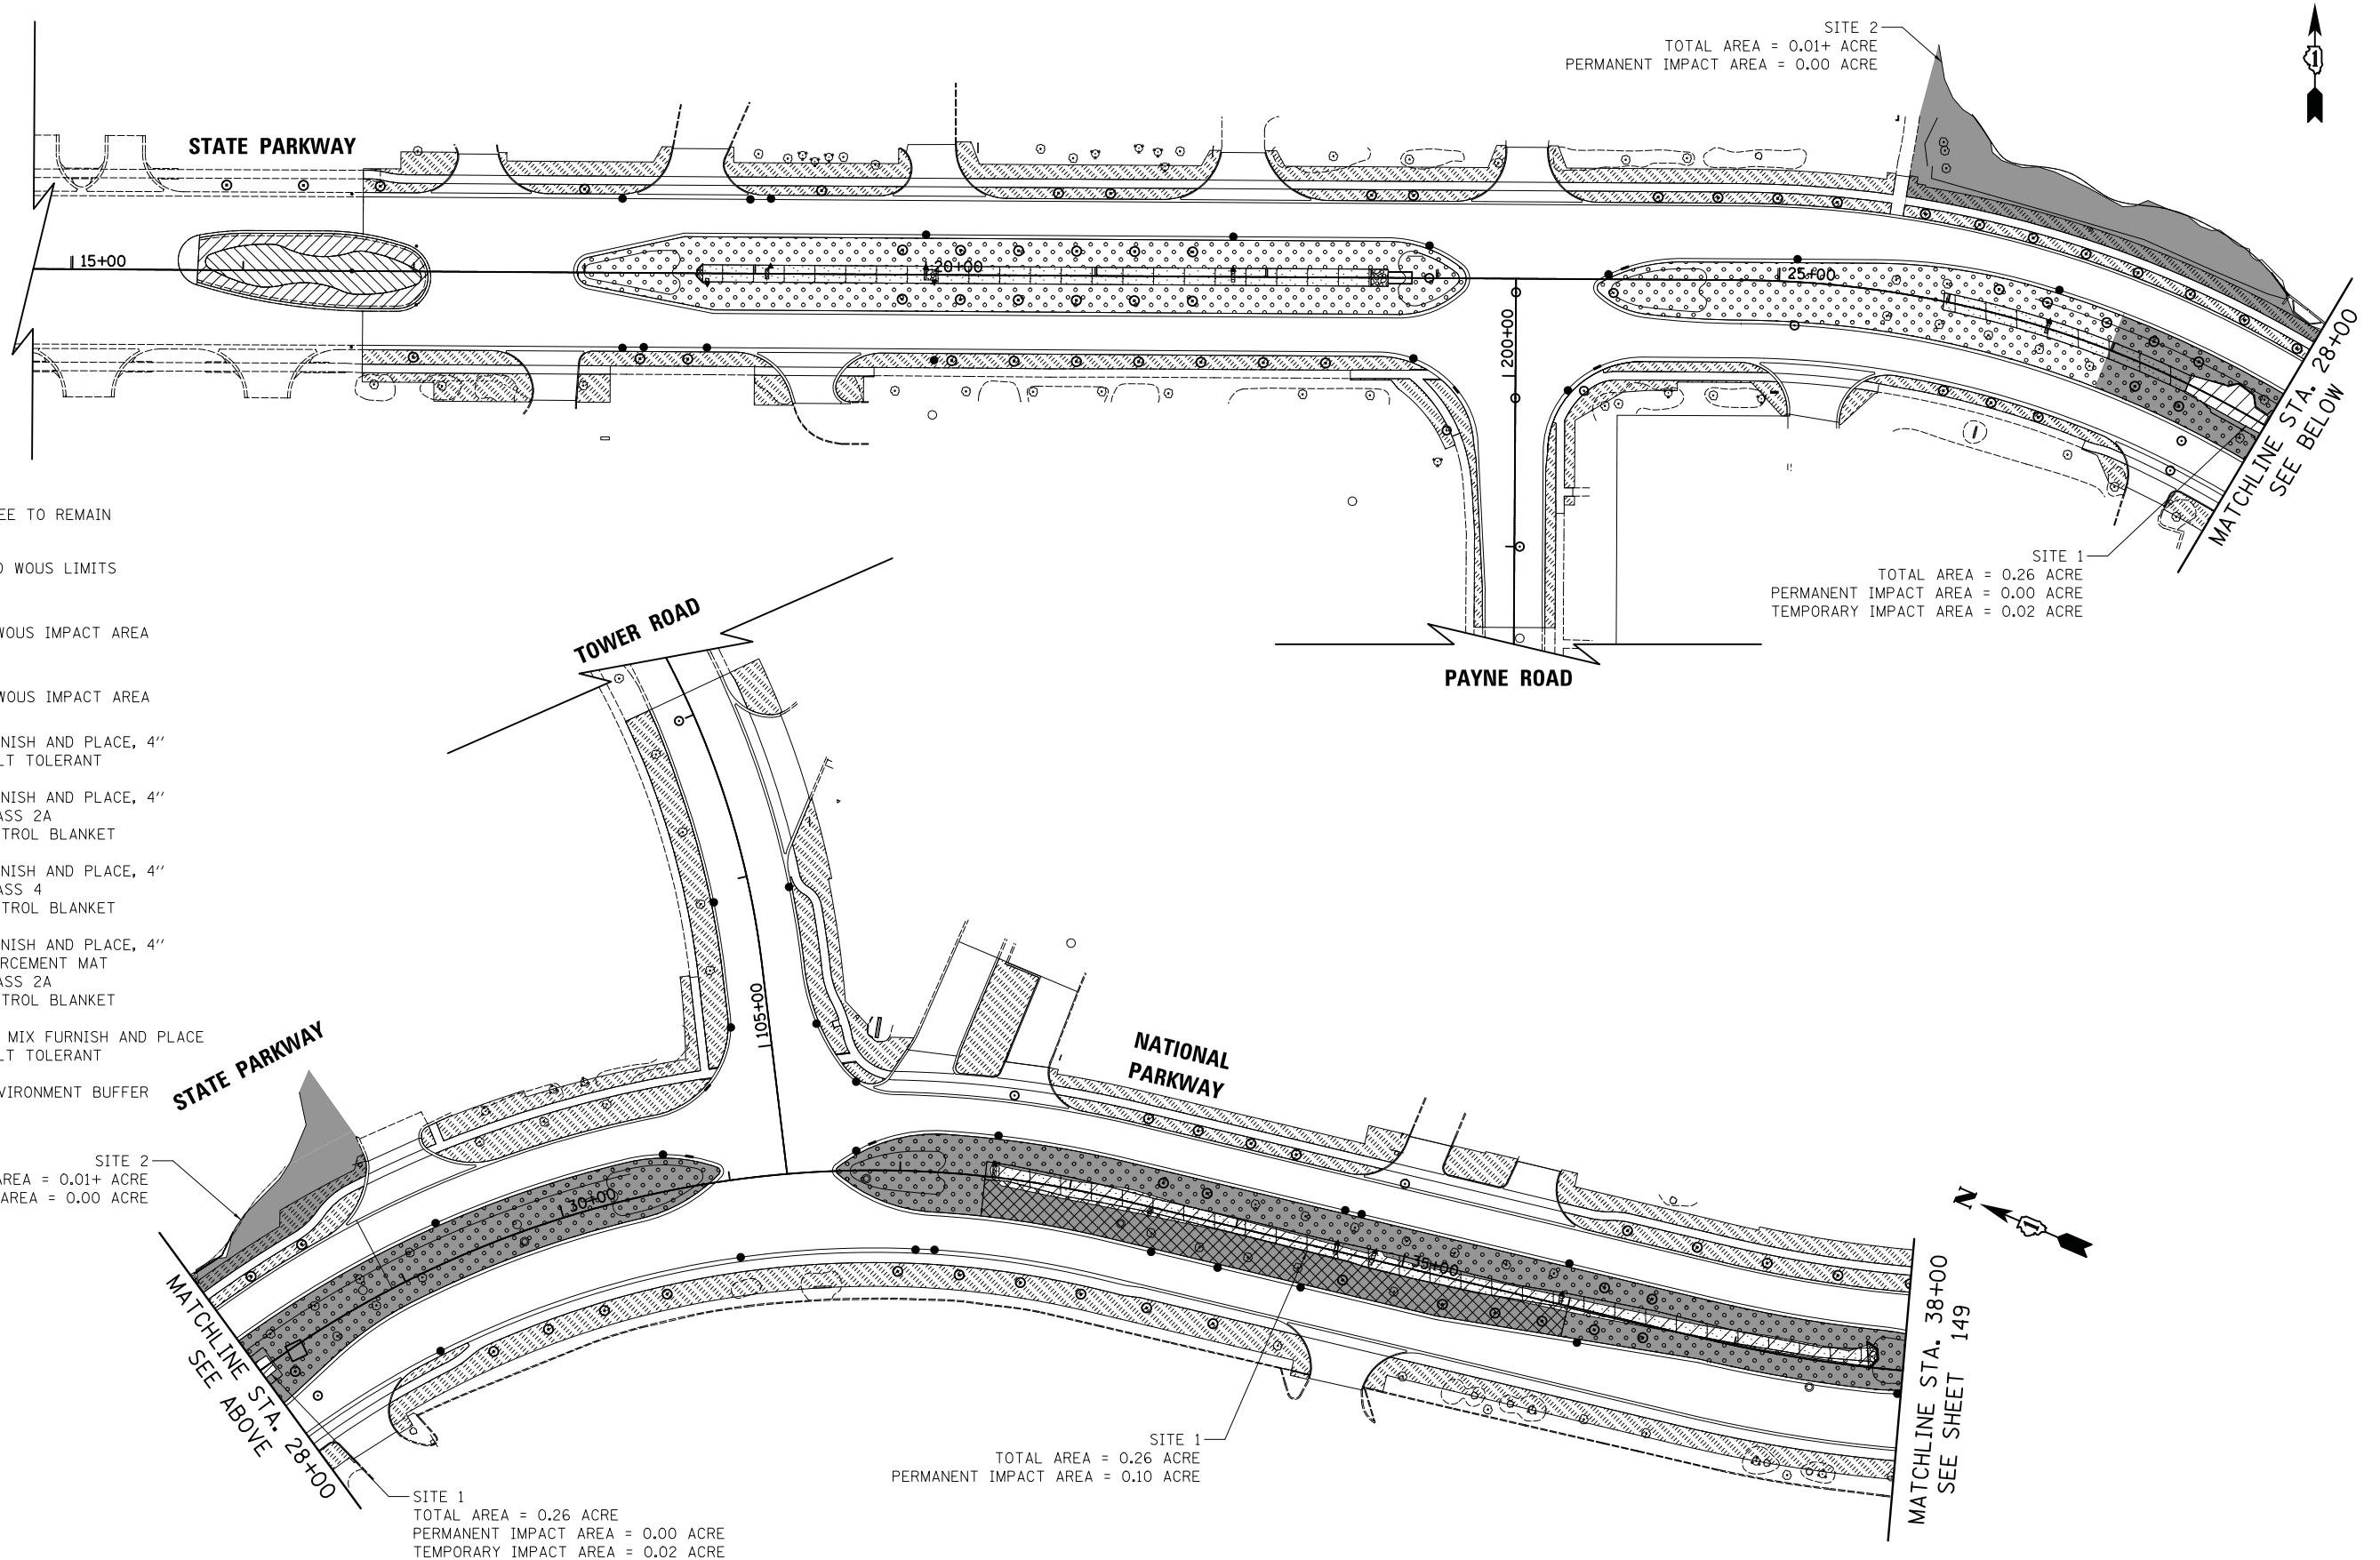 SITE 2
TOTAL AREA = 0.01+ ACRE
PERMANENT IMPACT AREA = 0.00 ACRE
1
STATE PARKWAY
15+00
20+00
25+00
200+00
MATCHLINE STA. 28+00
SEE BELOW
SITE 1
TOTAL AREA = 0.26 ACRE
PERMANENT IMPACT AREA = 0.00 ACRE
TEMPORARY IMPACT AREA = 0.02 ACRE
PAYNE ROAD
TOWER ROAD
EE TO REMAIN
WOUS LIMITS
WOUS IMPACT AREA
WOUS IMPACT AREA
NISH AND PLACE, 4"
LT TOLERANT
NISH AND PLACE, 4"
ASS 2A
TROL BLANKET
NISH AND PLACE, 4"
ASS 4
TROL BLANKET
NISH AND PLACE, 4"
RCEMENT MAT
ASS 2A
TROL BLANKET
MIX FURNISH AND PLACE
LT TOLERANT
VIRONMENT BUFFER
STATE PARKWAY
105+00
NATIONAL
PARKWAY
SITE 2
AREA = 0.01+ ACRE
AREA = 0.00 ACRE
30+00
35+00
N
1
MATCHLINE STA. 28+00
SEE ABOVE
MATCHLINE STA. 38+00
SEE SHEET 149
SITE 1
TOTAL AREA = 0.26 ACRE
PERMANENT IMPACT AREA = 0.10 ACRE
SITE 1
TOTAL AREA = 0.26 ACRE
PERMANENT IMPACT AREA = 0.00 ACRE
TEMPORARY IMPACT AREA = 0.02 ACRE